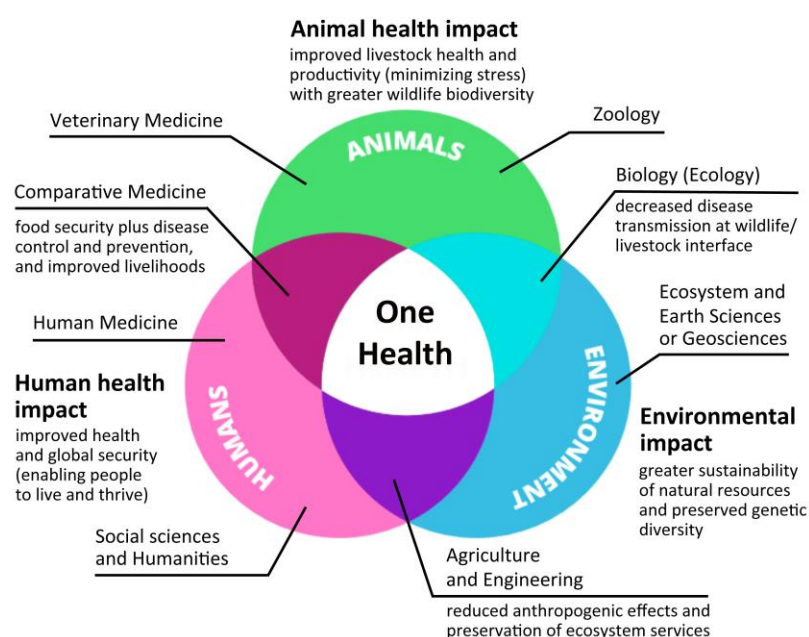 Animal health impact
improved livestock health and
productivity (minimizing stress)
with greater wildlife biodiversity
Veterinary Medicine
Zoology
ANIMALS
Comparative Medicine
food security plus disease
control and prevention,
and improved livelihoods
Biology (Ecology)
decreased disease
transmission at wildlife/
livestock interface
One
Health
Human Medicine
Ecosystem and
Earth Sciences
or Geosciences
Human health
impact
improved health
and global security
(enabling people
to live and thrive)
HUMANS
ENVIRONMENT
Environmental
impact
greater sustainability
of natural resources
and preserved genetic
diversity
Social sciences
and Humanities
Agriculture
and Engineering
reduced anthropogenic effects and
preservation of ecosystem services